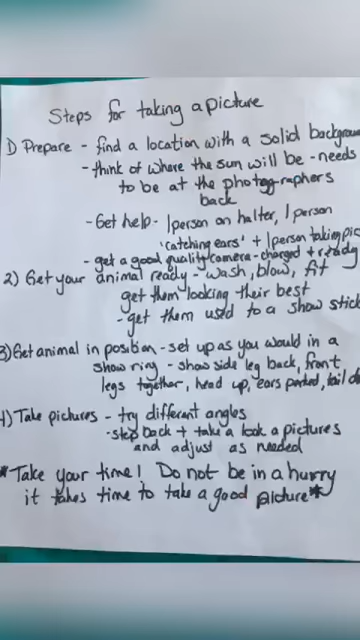 Steps for taking a picture
1) Prepare - find a location with a solid background
- think of where the sun will be - needs
to be at the photographers
back
- Get help - 1 person on halter, 1 person
'catching ears' + 1 person taking pic
- get a good quality camera - charged + ready
2) Get your animal ready - wash, blow, fit
get them looking their best
- get them used to a show stick
3) Get animal in position - set up as you would in a
show ring - show side leg back, front
legs together, head up, ears perked, tail
4) Take pictures - try different angles
- step back + take a look a pictures
and adjust as needed
*Take your time! Do not be in a hurry
it takes time to take a good picture*